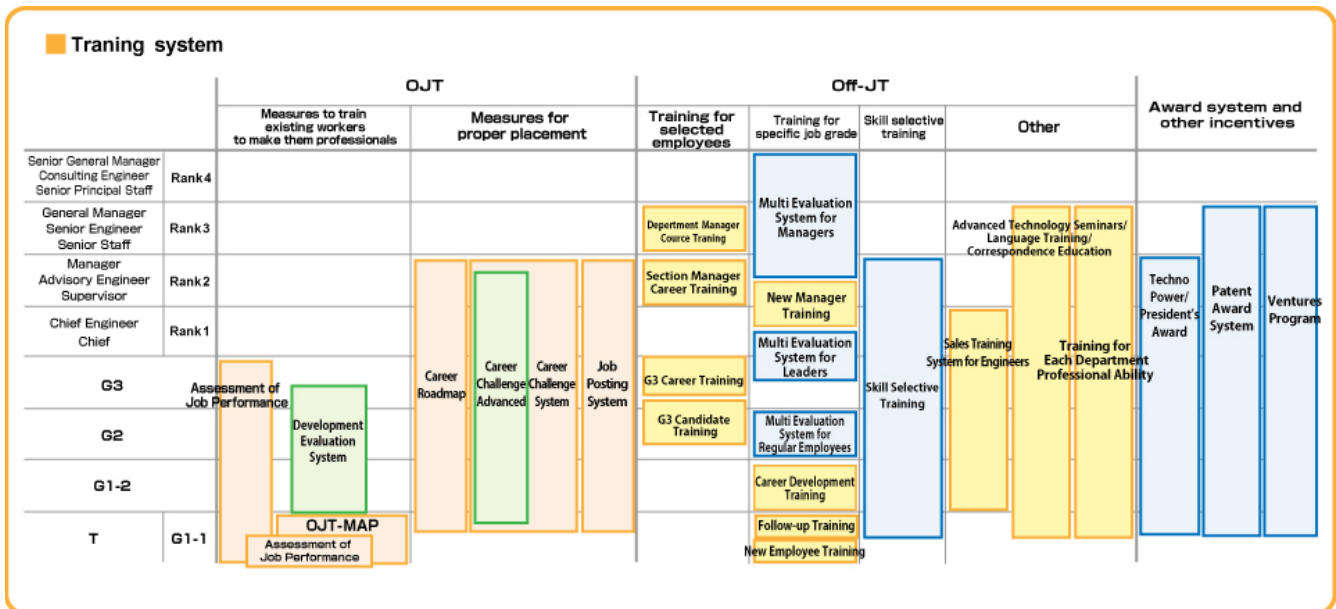 Traning system
OJT
Off-JT
Award system and
other incentives
Measures to train
existing workers
to make them professionals
Measures for
proper placement
Training for
selected
employees
Training for
specific job grade
Skill selective
training
Other
Senior General Manager
Consulting Engineer
Senior Principal Staff
Rank4
General Manager
Senior Engineer
Senior Staff
Rank3
Manager
Advisory Engineer
Supervisor
Rank2
Chief Engineer
Chief
Rank1
G3
G2
G1-2
T
G1-1
Assessment of
Job Performance
Development
Evaluation
System
OJT-MAP
Assessment of
Job Performance
Career
Roadmap
Career
Challenge
Advanced
Career
Challenge
System
Job
Posting
System
Department Manager
Cource Traning
Section Manager
Career Training
G3 Career Training
G3 Candidate
Training
Multi Evaluation
System for
Managers
New Manager
Training
Multi Evaluation
System for
Leaders
Multi Evaluation
System for
Regular Employees
Career Development
Training
Follow-up Training
New Employee Training
Skill Selective
Training
Sales Training
System for Engineers
Advanced Technology Seminars/
Language Training/
Correspondence Education
Training for
Each Department
Professional Ability
Techno
Power/
President's
Award
Patent
Award
System
Ventures
Program